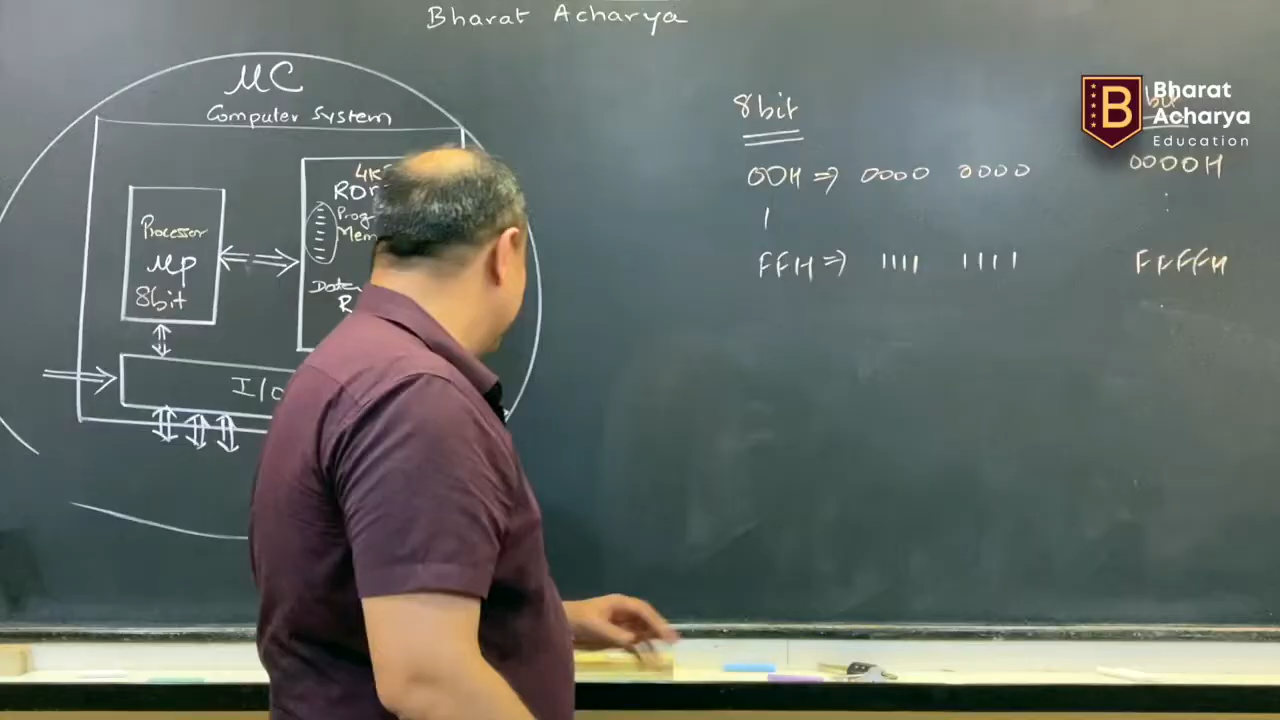 Bharat Acharya
μC
Computer System
Processor
μP
8bit
4K
RO
Prog
Mem
Data
R
I/O
8bit
00H ⇒ 0000 0000
FFH ⇒ 1111 1111
bit
0000H
FFFFH
B
Bharat
Acharya
Education